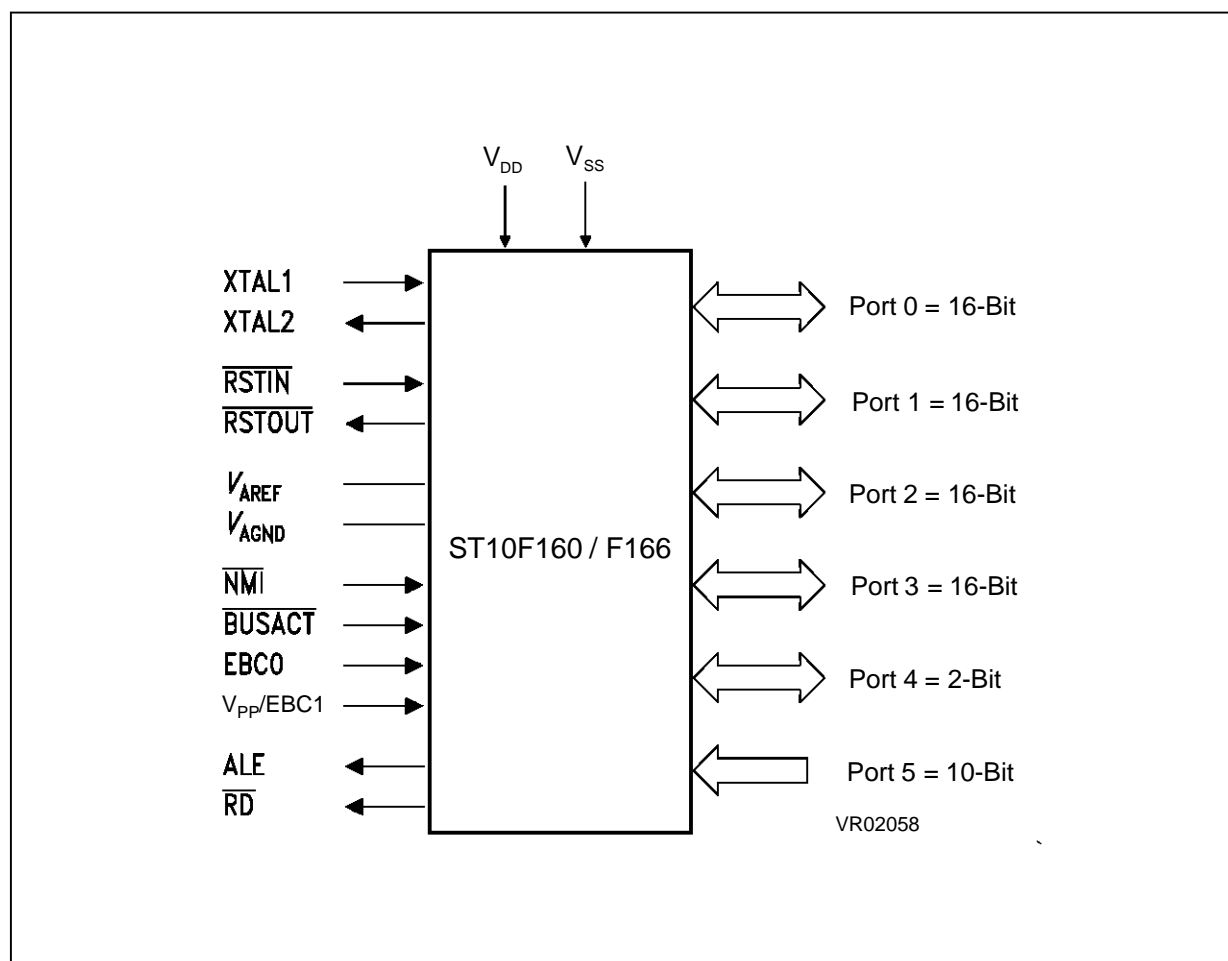 VDD VSS
XTAL1
XTAL2
RSTIN
RSTOUT
VAREF
VAGND
NMI
BUSACT
EBC0
VPP/EBC1
ALE
RD
ST10F160 / F166
Port 0 = 16-Bit
Port 1 = 16-Bit
Port 2 = 16-Bit
Port 3 = 16-Bit
Port 4 = 2-Bit
Port 5 = 10-Bit
VR02058